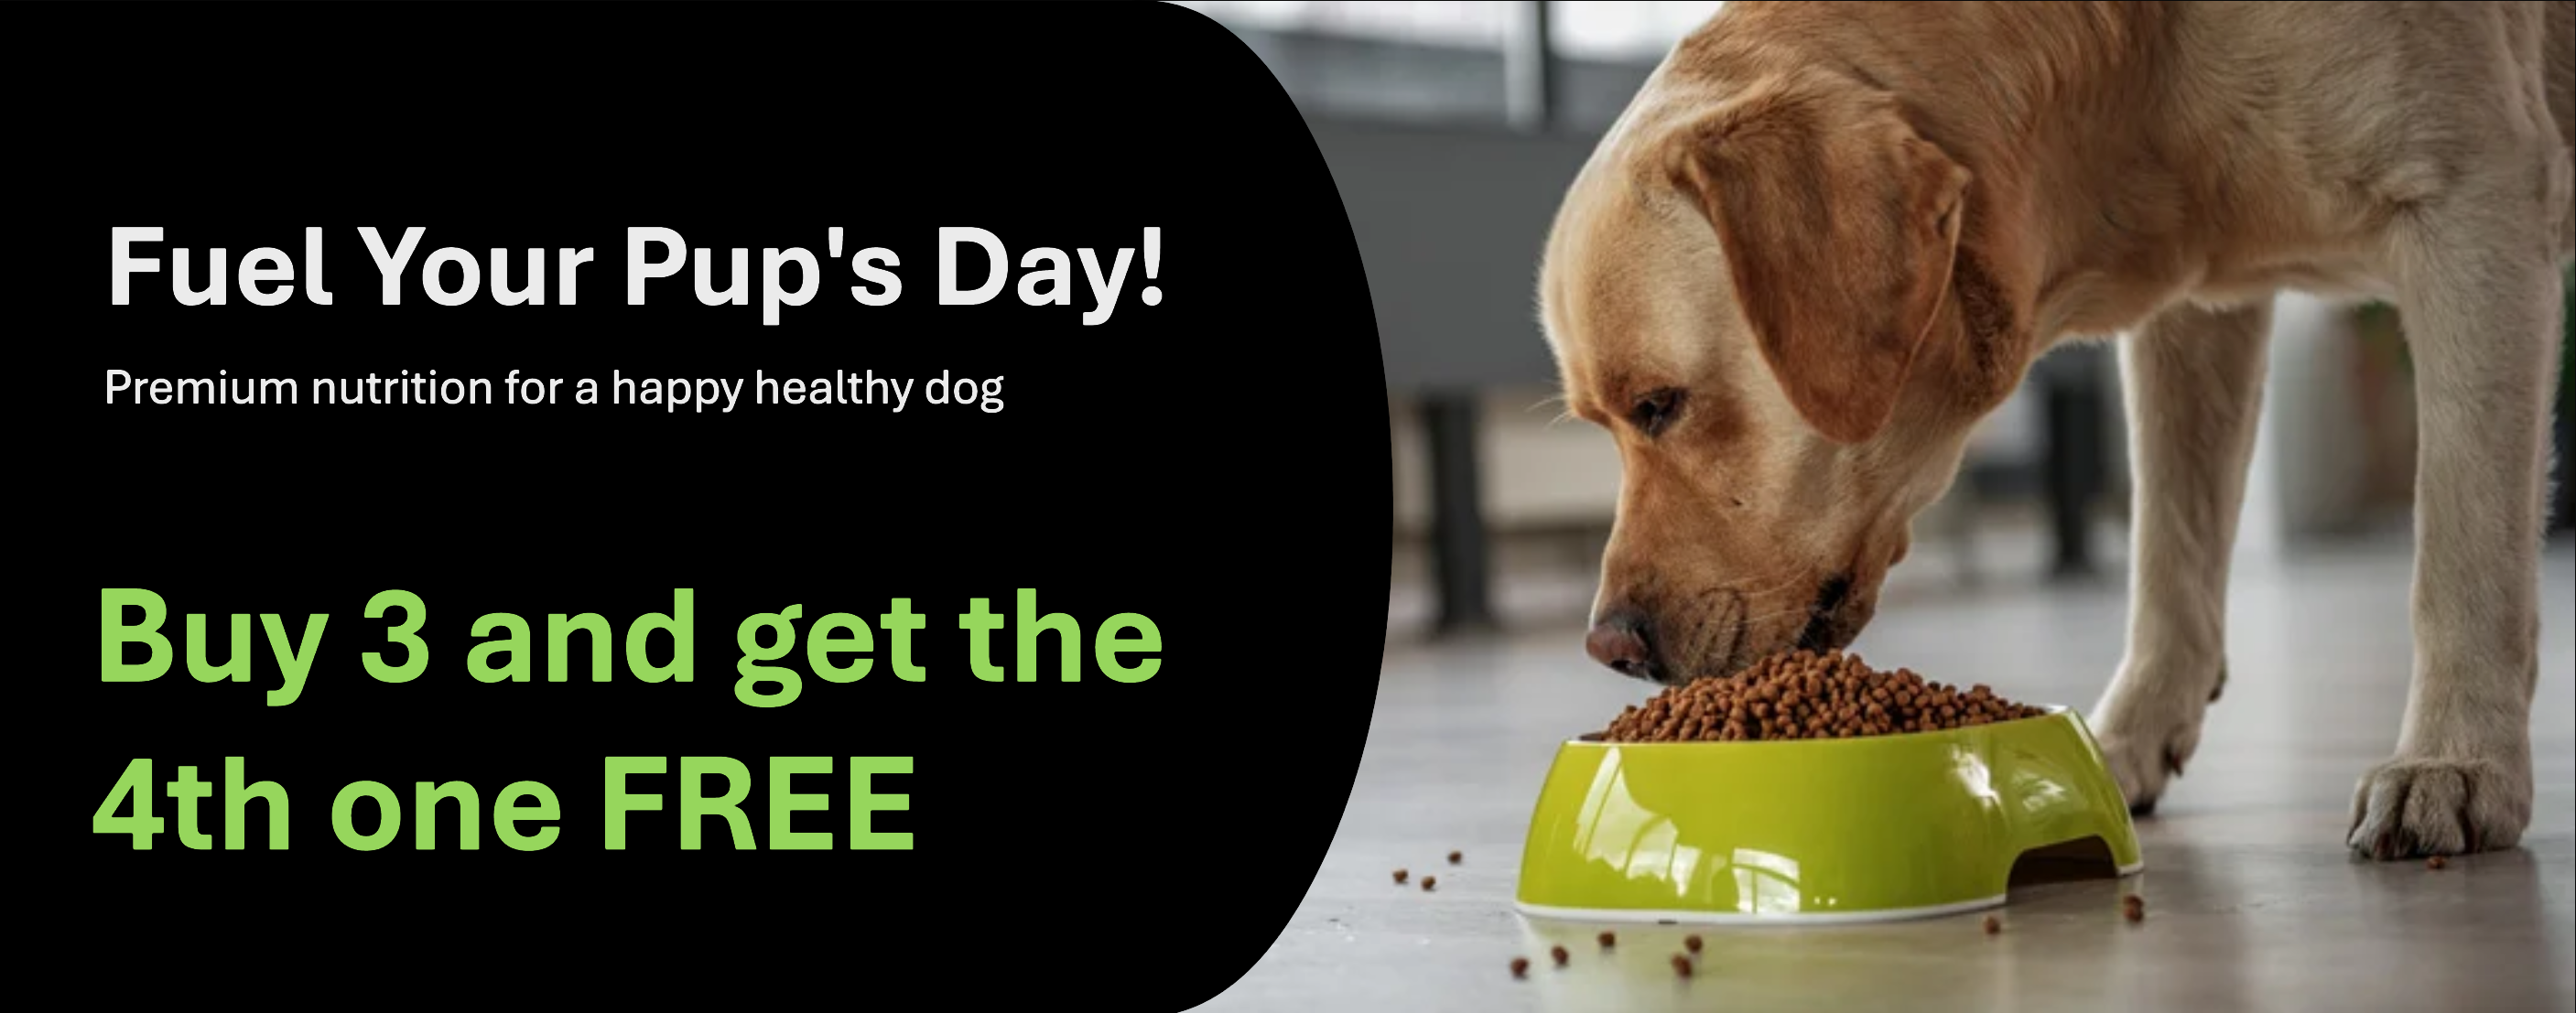 Fuel Your Pup's Day!
Premium nutrition for a happy healthy dog
Buy 3 and get the
4th one FREE